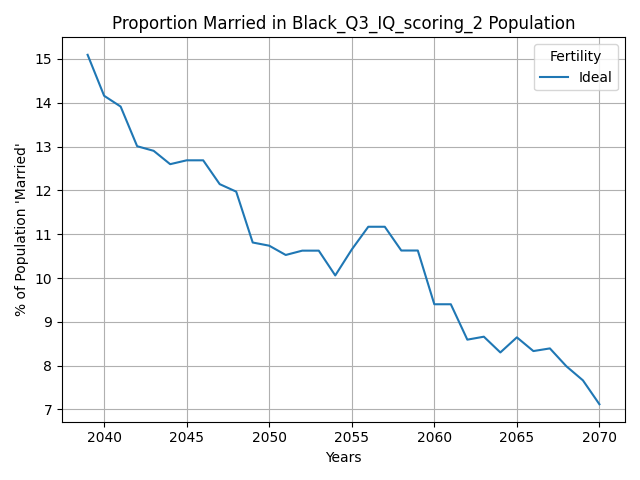 Proportion Married in Black_Q3_IQ_scoring_2 Population
Fertility
Ideal
% of Population 'Married'
15
14
13
12
11
10
9
8
7
2040 2045 2050 2055 2060 2065 2070
Years